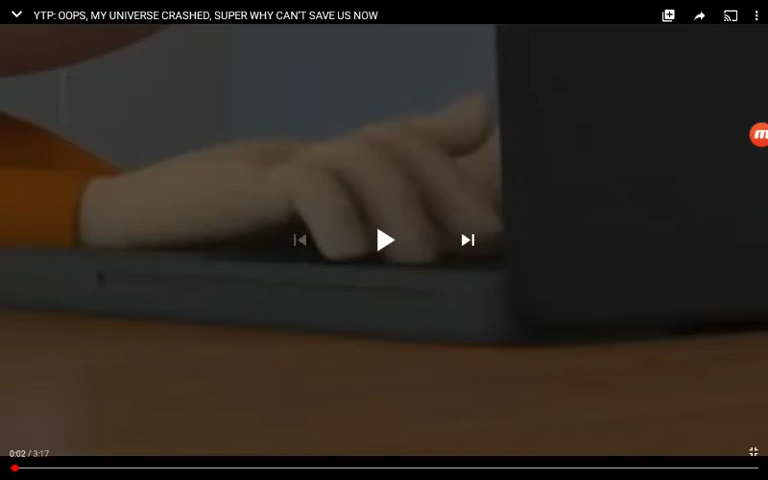 YTP: OOPS, MY UNIVERSE CRASHED, SUPER WHY CAN'T SAVE US NOW
0:02 / 3:17